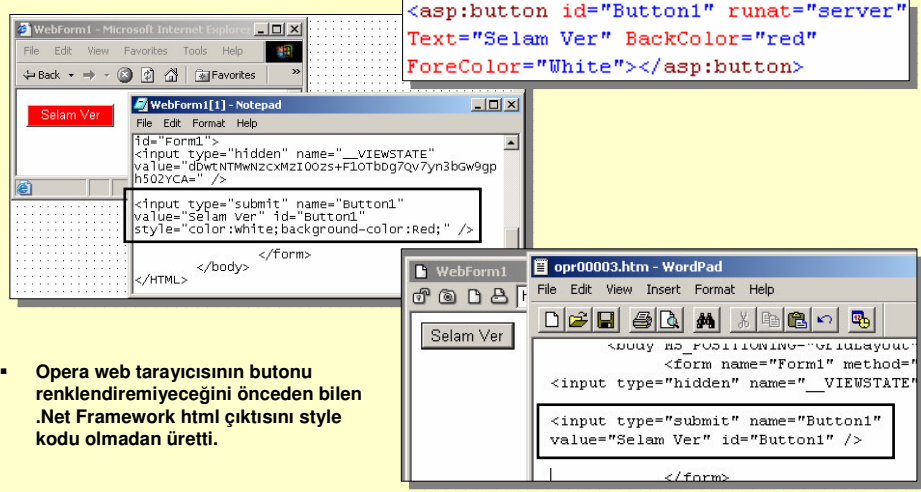 <asp:button id="Button1" runat="server"
Text="Selam Ver" BackColor="red"
ForeColor="White"></asp:button>
WebForm1 - Microsoft Internet Explorer
File Edit View Favorites Tools Help
Back Favorites »
Selam Ver
WebForm1[1] - Notepad
File Edit Format Help
id="Form1">
<input type="hidden" name="__VIEWSTATE"
<input type="submit" name="Button1"
value="Selam Ver" id="Button1"
style="color:White;background-color:Red;" />
</form>
</body>
</HTML>
WebForm1
Selam Ver
opr00003.htm - WordPad
File Edit View Insert Format Help
<body MS_POSITIONING="GridLayout"
<form name="Form1" method="
<input type="hidden" name="__VIEWSTATE"
<input type="submit" name="Button1"
value="Selam Ver" id="Button1" />
</form>
▪ Opera web tarayıcısının butonu
renklendiremiyeceğini önceden bilen
.Net Framework html çıktısını style
kodu olmadan üretti.